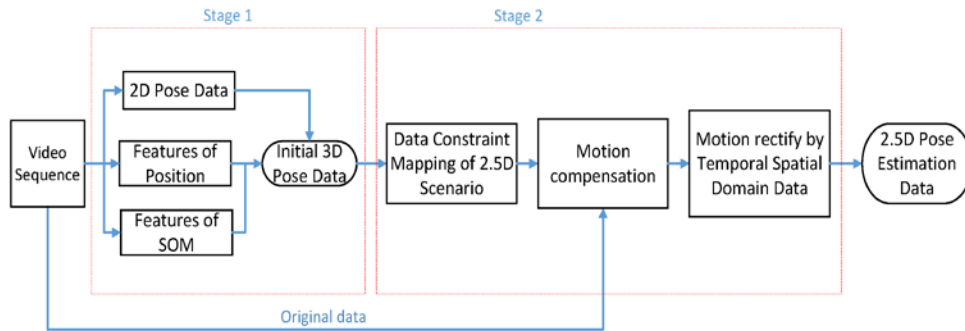 Stage 1
Stage 2
Video
Sequence
2D Pose Data
Features of
Position
Features of
SOM
Initial 3D
Pose Data
Data Constraint
Mapping of 2.5D
Scenario
Motion
compensation
Motion rectify by
Temporal Spatial
Domain Data
2.5D Pose
Estimation
Data
Original data